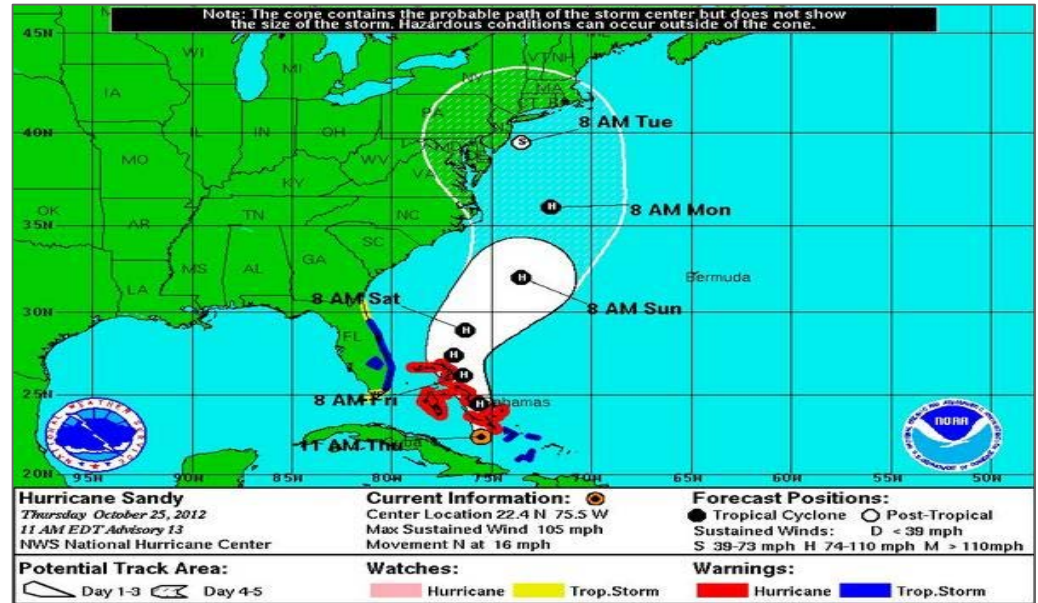 Note: The cone contains the probable path of the storm center but does not show
the size of the storm. Hazardous conditions can occur outside of the cone.
45N
WI
MI
VT NH
NY
MA
IA
PA
8 AM Tue
S
40N
IL
IN
OH
MD
MO
WV
VA
KY
H
8 AM Mon
OK
TN
NC
35N
AR
SC
MS
AL
GA
H
Bermuda
LA
8 AM Sat
8 AM Sun
30N
H
FL
H
H
25N
8 AM Fri
H
Bahamas
11 AM Thu
NOAA
20N
95W
90W
85W
80W
75W
70W
65W
60W
55W
50W
Hurricane Sandy
Thursday October 25, 2012
11 AM EDT Advisory 13
NWS National Hurricane Center
Current Information:
Center Location 22.4 N 75.5 W
Max Sustained Wind 105 mph
Movement N at 16 mph
Forecast Positions:
Tropical Cyclone Post-Tropical
Sustained Winds: D < 39 mph
S 39-73 mph H 74-110 mph M > 110mph
Potential Track Area:
Day 1-3 Day 4-5
Watches:
Hurricane Trop.Storm
Warnings:
Hurricane Trop.Storm